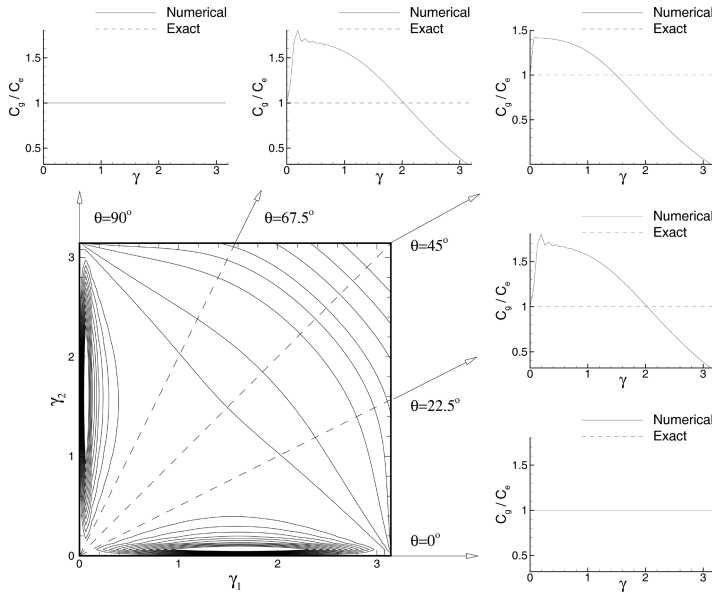 Numerical
Exact
C_g / C_e
1.5
1
0.5
0 1 2 3
γ
Numerical
Exact
C_g / C_e
1.5
1
0.5
0 1 2 3
γ
Numerical
Exact
C_g / C_e
1.5
1
0 1 2 3
γ
θ=90°
θ=67.5°
θ=45°
Numerical
Exact
C_g / C_e
1.5
1
0.5
0 1 2 3
γ
θ=22.5°
θ=0°
3
2
1
0
γ₂
0 1 2 3
γ₁
Numerical
Exact
C_g / C_e
1.5
1
0.5
0 1 2 3
γ